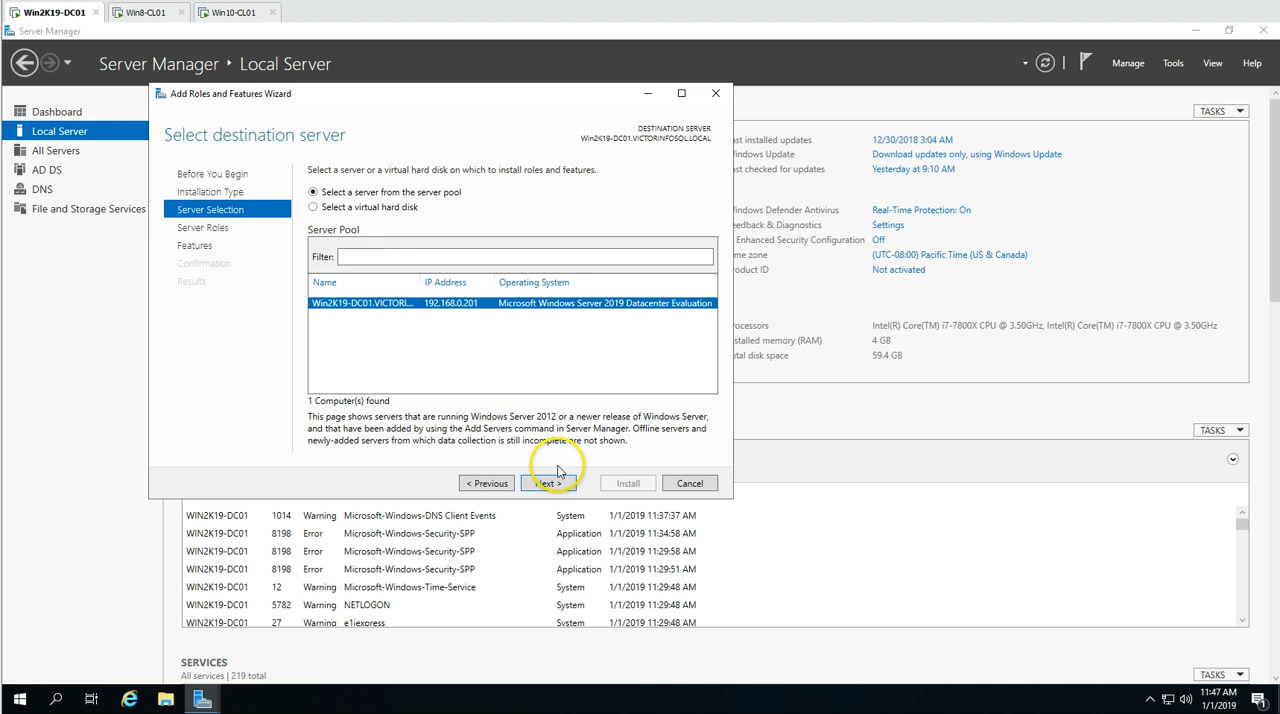 Win2K19-DC01
Win8-CL01
Win10-CL01
Server Manager
Server Manager Local Server
Manage
Tools
View
Help
Dashboard
Local Server
All Servers
AD DS
DNS
File and Storage Services
Add Roles and Features Wizard
Select destination server
DESTINATION SERVER
Win2K19-DC01.VICTORINFOSOL.LOCAL
Before You Begin
Installation Type
Server Selection
Server Roles
Features
Confirmation
Results
Select a server or a virtual hard disk on which to install roles and features.
Select a server from the server pool
Select a virtual hard disk
Server Pool
Filter:
Name IP Address Operating System
Win2K19-DC01.VICTORI... 192.168.0.201 Microsoft Windows Server 2019 Datacenter Evaluation
1 Computer(s) found
This page shows servers that are running Windows Server 2012 or a newer release of Windows Server,
and that have been added by using the Add Servers command in Server Manager. Offline servers and
newly-added servers from which data collection is still incomplete are not shown.
< Previous
Next >
Install
Cancel
TASKS
ast installed updates 12/30/2018 3:04 AM
indows Update Download updates only, using Windows Update
ast checked for updates Yesterday at 9:10 AM
indows Defender Antivirus Real-Time Protection: On
eedback & Diagnostics Settings
Enhanced Security Configuration Off
me zone (UTC-08:00) Pacific Time (US & Canada)
oduct ID Not activated
ocessors Intel(R) Core(TM) i7-7800X CPU @ 3.50GHz, Intel(R) Core(TM) i7-7800X CPU @ 3.50GHz
stalled memory (RAM) 4 GB
otal disk space 59.4 GB
TASKS
WIN2K19-DC01 1014 Warning Microsoft-Windows-DNS Client Events System 1/1/2019 11:37:37 AM
WIN2K19-DC01 8198 Error Microsoft-Windows-Security-SPP Application 1/1/2019 11:34:58 AM
WIN2K19-DC01 8198 Error Microsoft-Windows-Security-SPP Application 1/1/2019 11:29:58 AM
WIN2K19-DC01 8198 Error Microsoft-Windows-Security-SPP Application 1/1/2019 11:29:51 AM
WIN2K19-DC01 12 Warning Microsoft-Windows-Time-Service System 1/1/2019 11:29:48 AM
WIN2K19-DC01 5782 Warning NETLOGON System 1/1/2019 11:29:48 AM
WIN2K19-DC01 27 Warning e1iexpress System 1/1/2019 11:29:48 AM
SERVICES
All services | 219 total
TASKS
11:47 AM
1/1/2019
1